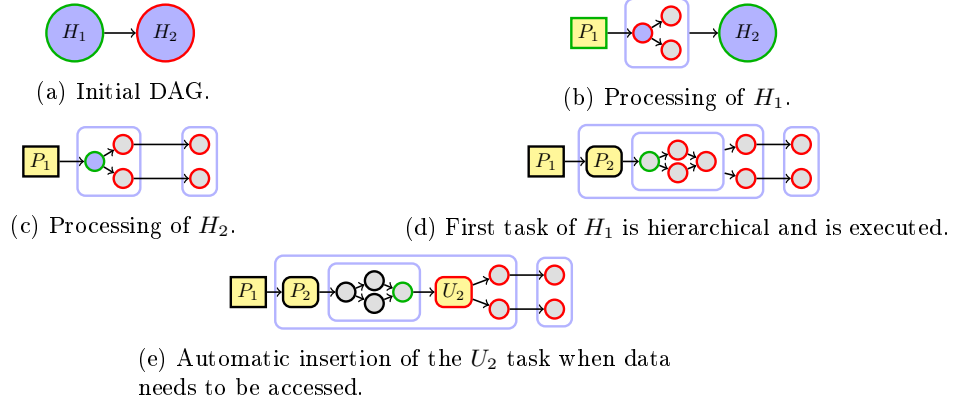 H₁ H₂
P₁ H₂
(a) Initial DAG.
(b) Processing of H₁.
P₁
P₁ P₂
(c) Processing of H₂.
(d) First task of H₁ is hierarchical and is executed.
P₁ P₂ U₂
(e) Automatic insertion of the U₂ task when data
needs to be accessed.